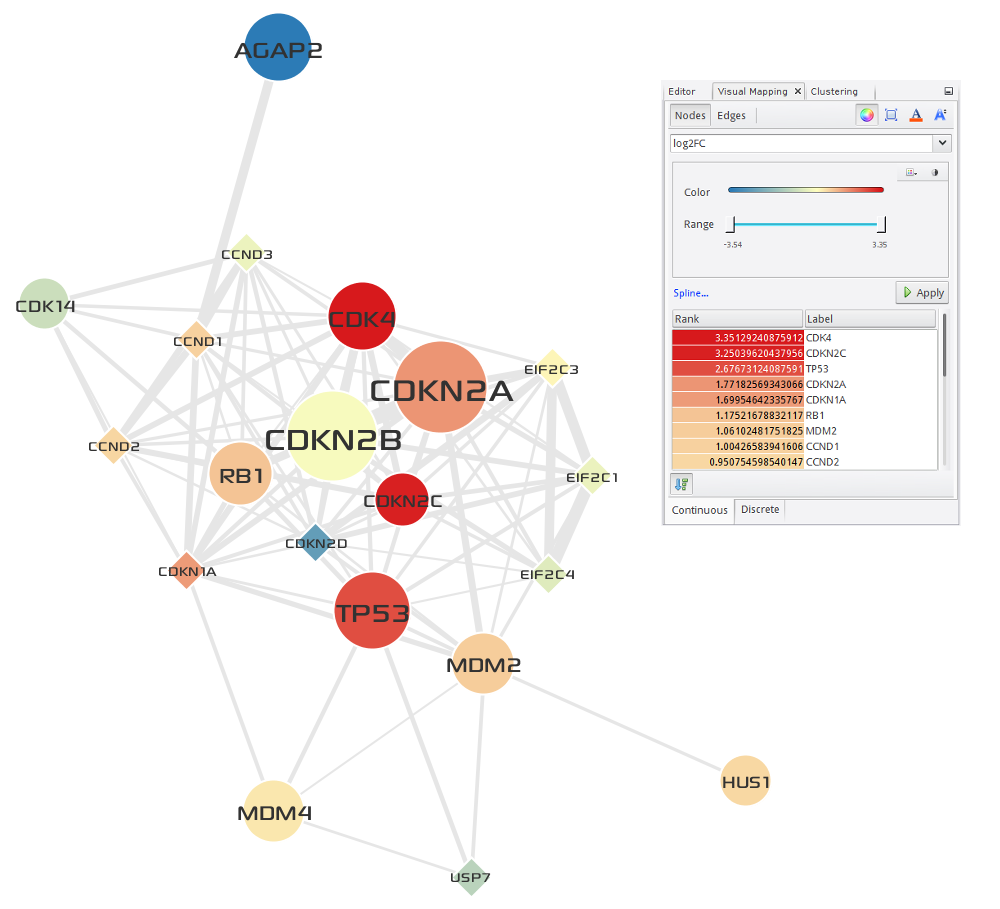 AGAP2
CCND3
CDK14
CDK4
CCND1
EIF2C3
CDKN2A
CDKN2B
CCND2
RB1
EIF2C1
CDKN2C
CDKN2D
CDKN1A
EIF2C4
TP53
MDM2
HUS1
MDM4
USP7
Editor Visual Mapping × Clustering
Nodes Edges
log2FC
Color
Range
-3.54 3.35
Spline...
Apply
Rank Label
3.35129240875912 CDK4
3.25039620437956 CDKN2C
2.67673124087591 TP53
1.77182569343066 CDKN2A
1.69954642335767 CDKN1A
1.17521678832117 RB1
1.06102481751825 MDM2
1.00426583941606 CCND1
0.950754598540147 CCND2
Continuous Discrete